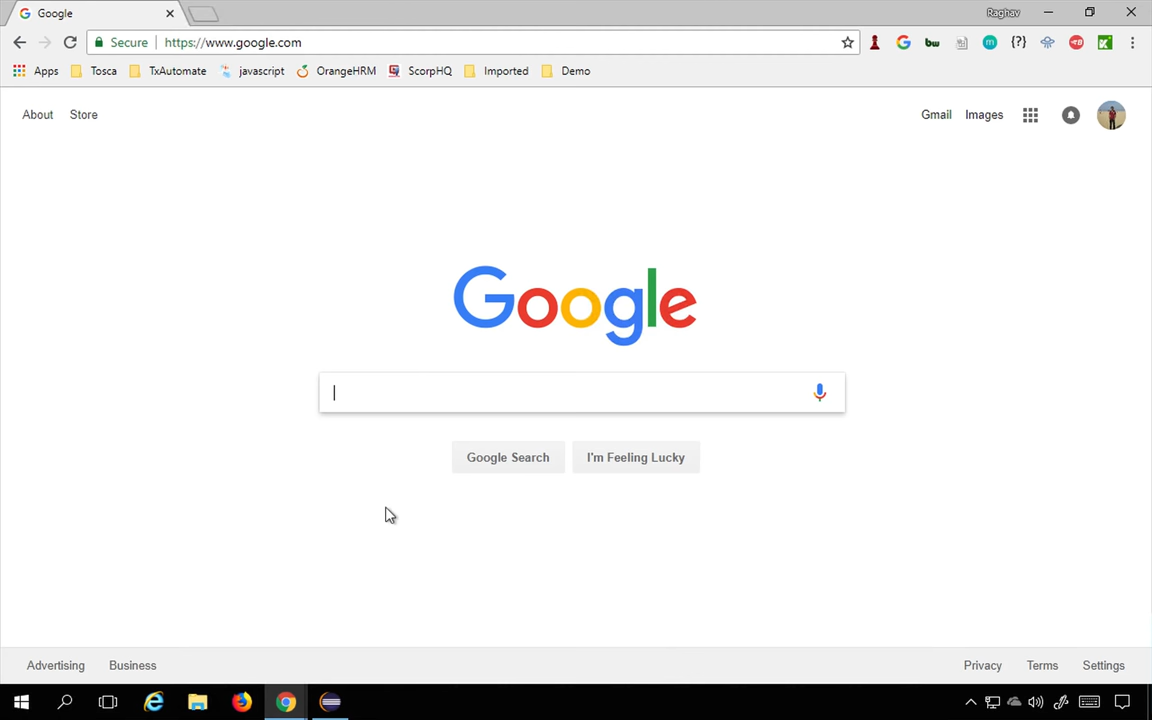 Google
Raghav
Secure https://www.google.com
Apps Tosca TxAutomate javascript OrangeHRM ScorpHQ Imported Demo
About Store Gmail Images
Google
Google Search I'm Feeling Lucky
Advertising Business Privacy Terms Settings